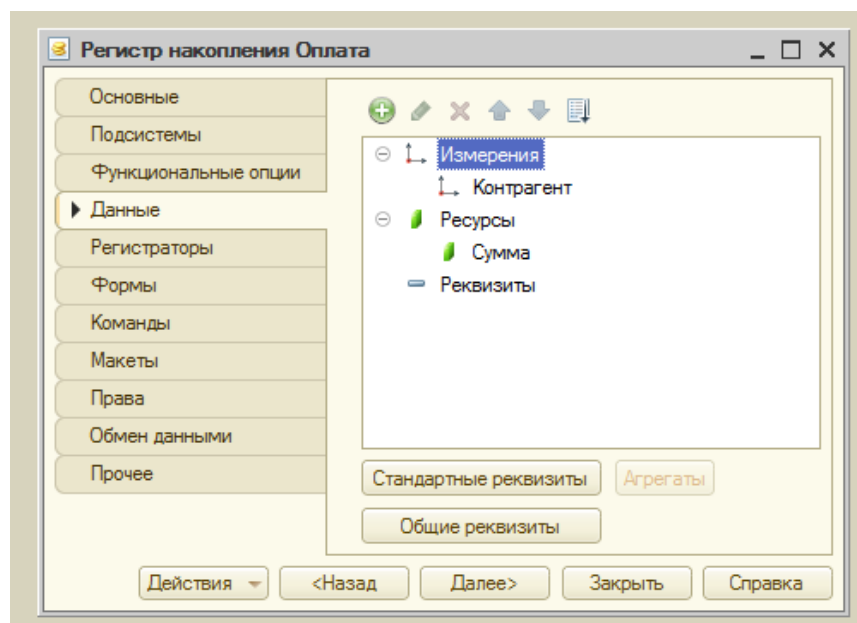 Регистр накопления Оплата
Основные
Подсистемы
Функциональные опции
Данные
Регистраторы
Формы
Команды
Макеты
Права
Обмен данными
Прочее
Измерения
Контрагент
Ресурсы
Сумма
Реквизиты
Стандартные реквизиты Агрегаты
Общие реквизиты
Действия <Назад Далее> Закрыть Справка